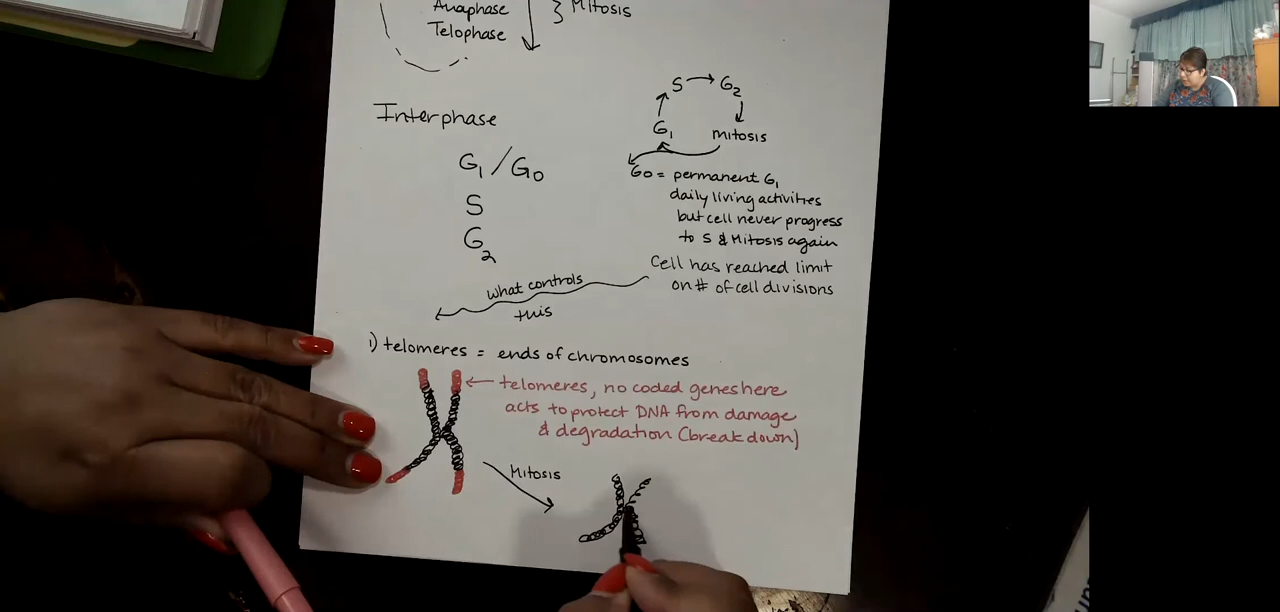 Anaphase
} Mitosis
Telophase
S → G2
G1
mitosis
Interphase
G1/G0
S
G2
G0 = permanent G1
daily living activities
but cell never progress
to S & Mitosis again
Cell has reached limit
on # of cell divisions
what controls
this
1) telomeres = ends of chromosomes
← telomeres, no coded genes here
acts to protect DNA from damage
& degradation (break down)
Mitosis